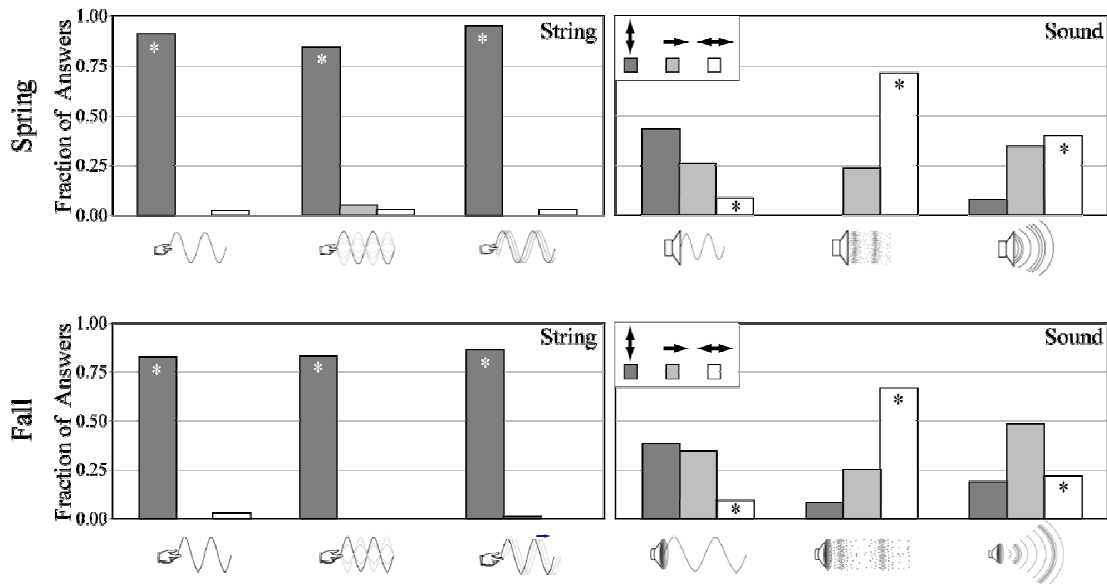 Spring
Fraction of Answers
1.00
0.75
0.50
0.25
0.00
String
*
*
*
Sound
*
*
*
Fall
Fraction of Answers
1.00
0.75
0.50
0.25
0.00
String
*
*
*
Sound
*
*
*